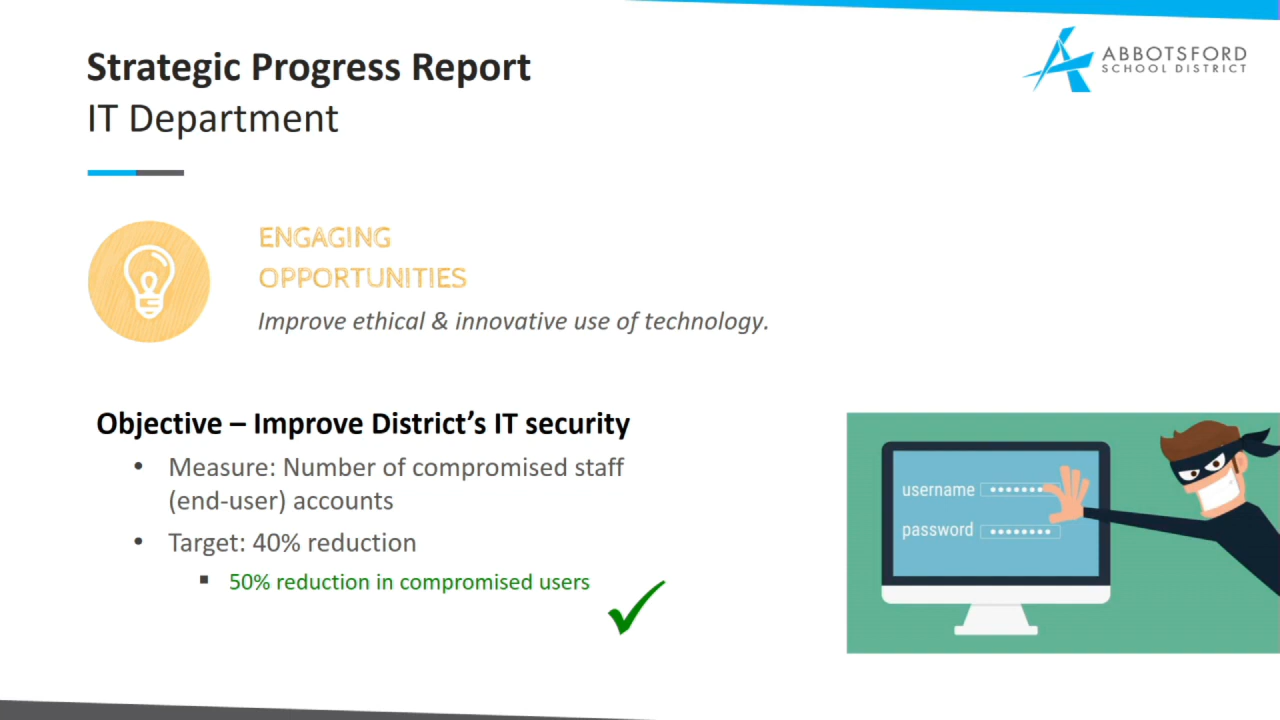 Strategic Progress Report
IT Department
ABBOTSFORD
SCHOOL DISTRICT
ENGAGING
OPPORTUNITIES
Improve ethical & innovative use of technology.
Objective – Improve District’s IT security
• Measure: Number of compromised staff
(end-user) accounts
• Target: 40% reduction
▪ 50% reduction in compromised users
username
password